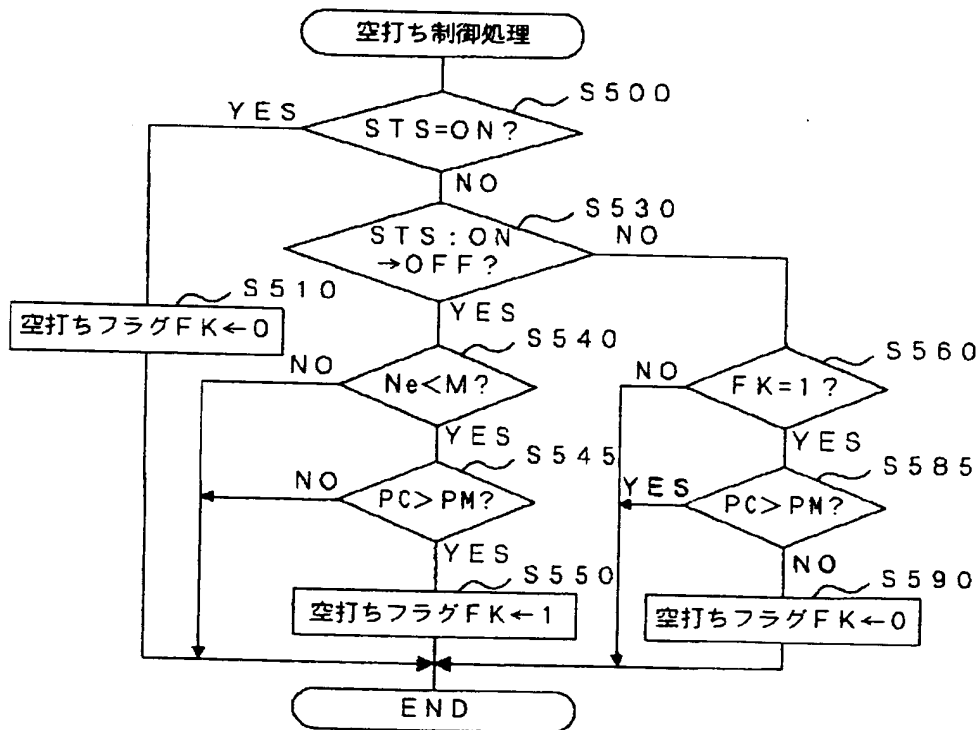 空打ち制御処理
S500
YES
STS=ON?
NO
S530
STS:ON
→OFF?
NO
YES
S510
空打ちフラグFK←0
S540
NO
Ne<M?
YES
S560
NO
FK=1?
YES
S545
NO
PC>PM?
YES
S585
YES
PC>PM?
NO
S550
空打ちフラグFK←1
S590
空打ちフラグFK←0
END